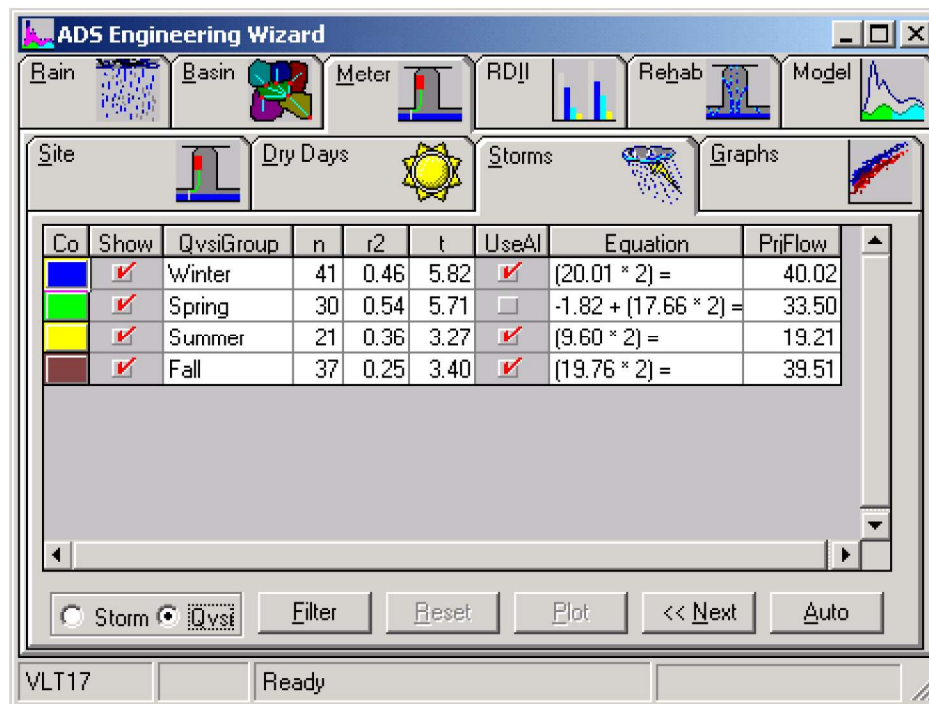 ADS Engineering Wizard
Rain Basin Meter RDII Rehab Model
Site Dry Days Storms Graphs
Co Show QvsiGroup n r2 t UseAl Equation PrjFlow
Winter 41 0.46 5.82 (20.01 * 2) = 40.02
Spring 30 0.54 5.71 -1.82 + (17.66 * 2) = 33.50
Summer 21 0.36 3.27 (9.60 * 2) = 19.21
Fall 37 0.25 3.40 (19.76 * 2) = 39.51
Storm Qvsi Filter Reset Plot << Next Auto
VLT17 Ready